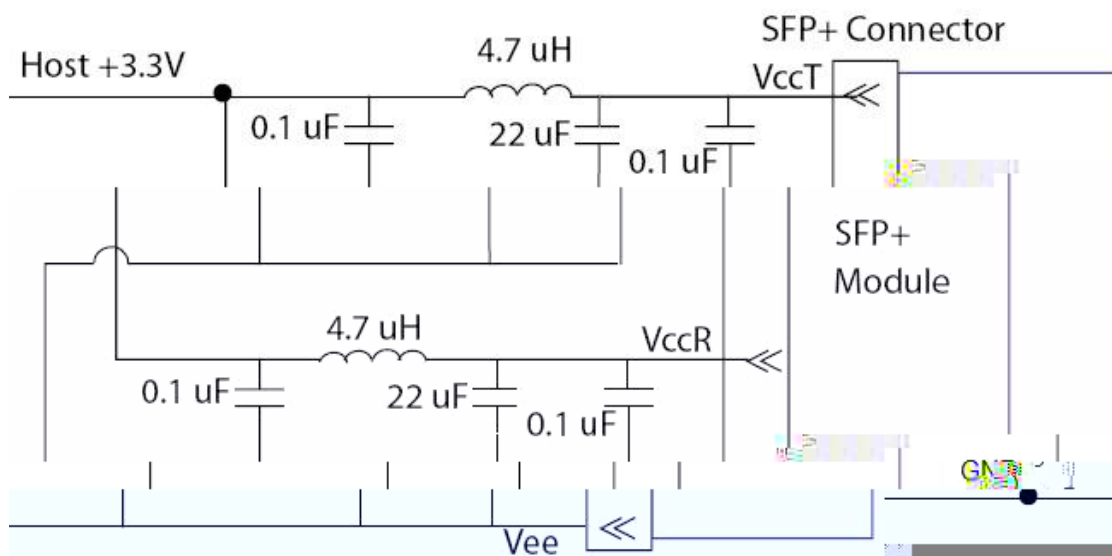 SFP+ Connector
4.7 uH
Host +3.3V
VccT
0.1 uF
22 uF
0.1 uF
SFP+
Module
4.7 uH
VccR
0.1 uF
22 uF
0.1 uF
Vee